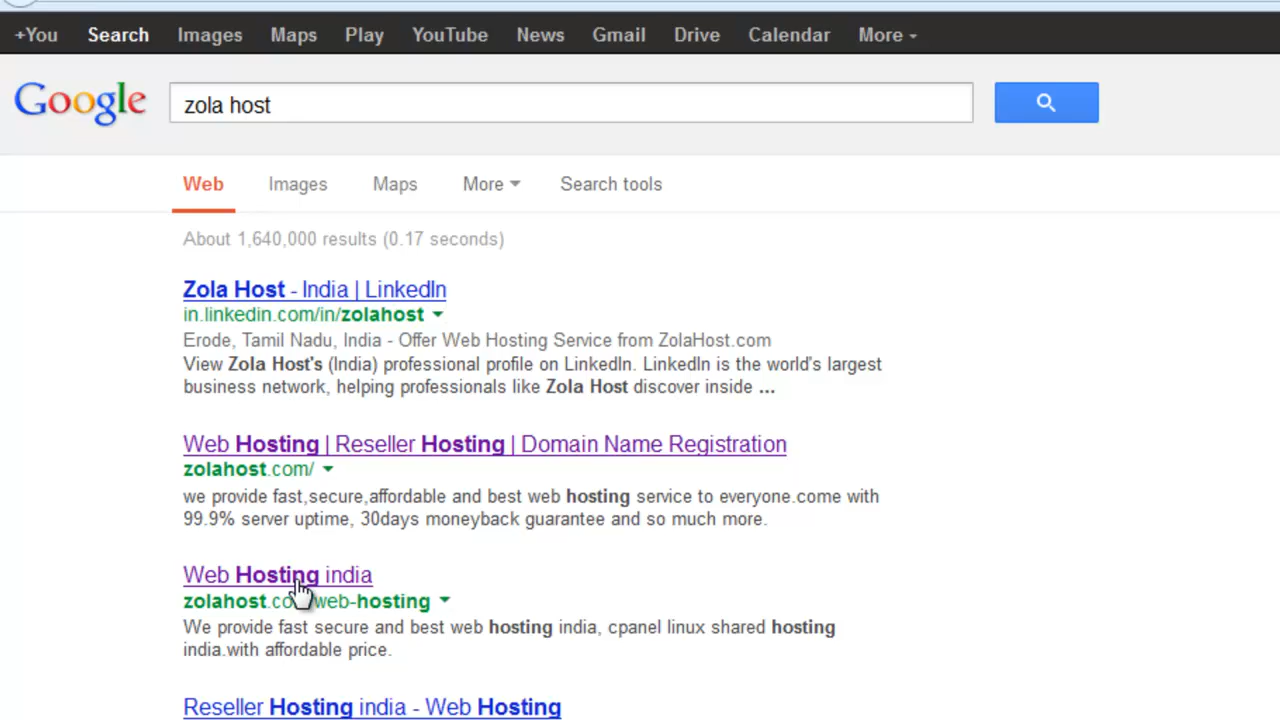 +You Search Images Maps Play YouTube News Gmail Drive Calendar More
Google zola host
Web Images Maps More Search tools
About 1,640,000 results (0.17 seconds)
Zola Host - India | LinkedIn
in.linkedin.com/in/zolahost
Erode, Tamil Nadu, India - Offer Web Hosting Service from ZolaHost.com
View Zola Host's (India) professional profile on LinkedIn. LinkedIn is the world's largest
business network, helping professionals like Zola Host discover inside ...
Web Hosting | Reseller Hosting | Domain Name Registration
zolahost.com/
we provide fast,secure,affordable and best web hosting service to everyone.come with
99.9% server uptime, 30days moneyback guarantee and so much more.
Web Hosting india
zolahost.com/web-hosting
We provide fast secure and best web hosting india, cpanel linux shared hosting
india.with affordable price.
Reseller Hosting india - Web Hosting